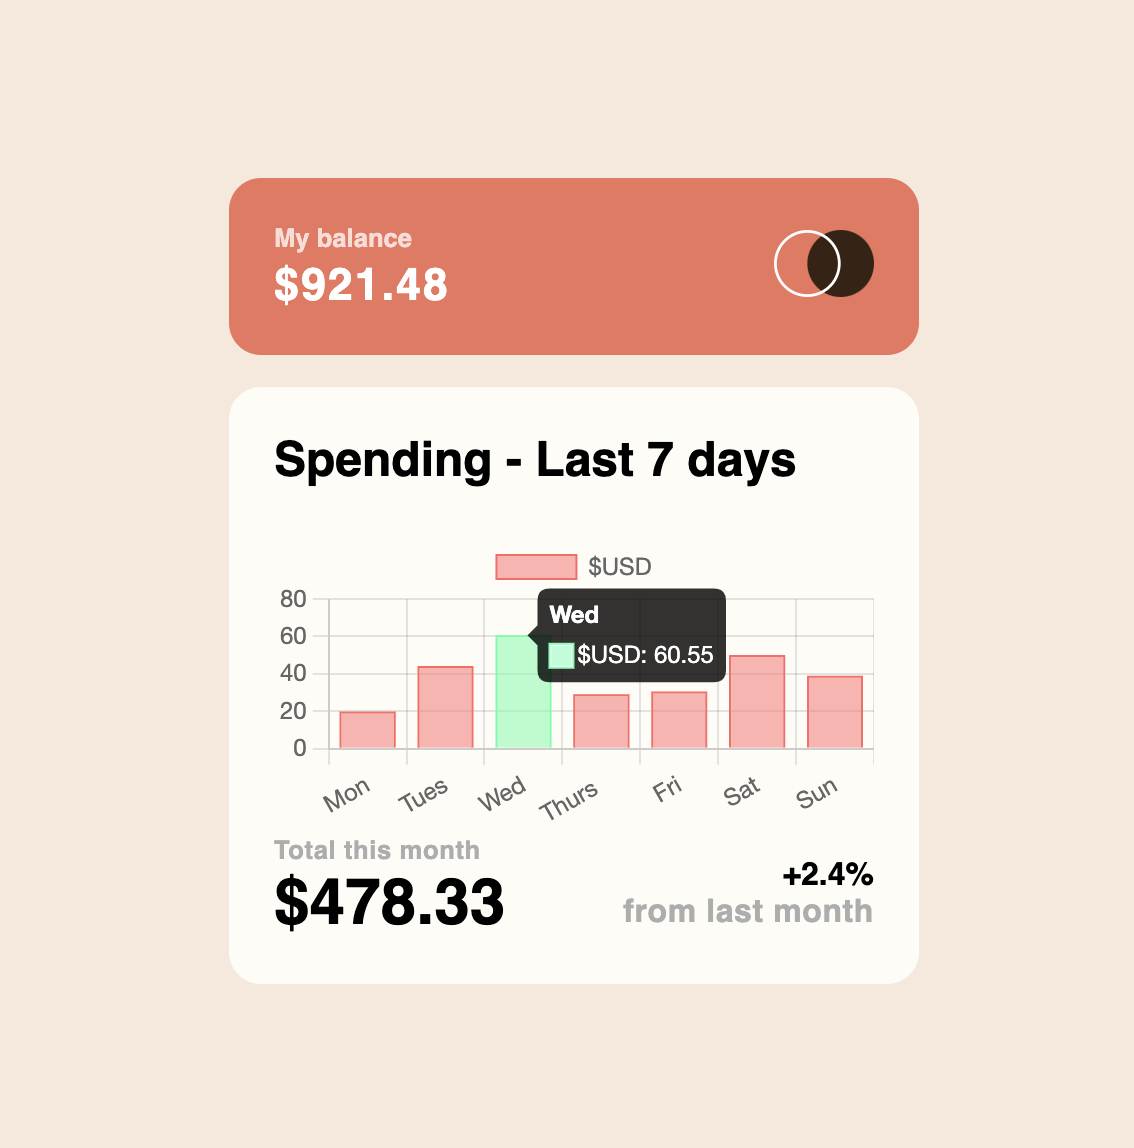 My balance
$921.48
Spending - Last 7 days
$USD
80
60
40
20
0
Wed
$USD: 60.55
Mon Tues Wed Thurs Fri Sat Sun
Total this month
$478.33
+2.4%
from last month